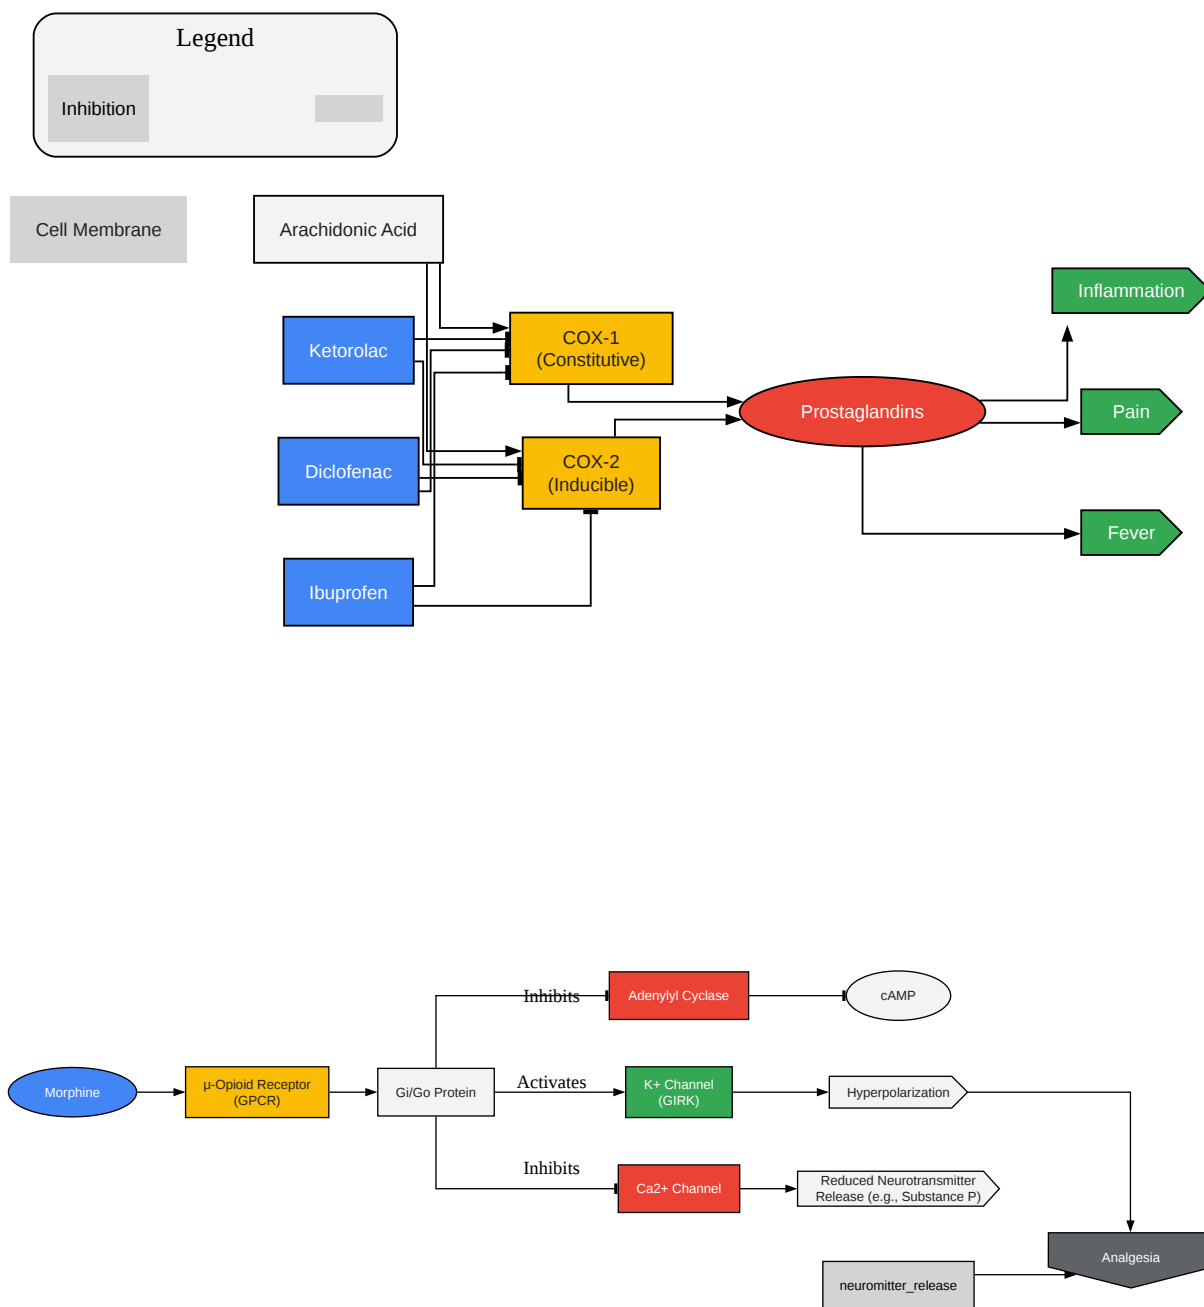 Legend
Inhibition
Cell Membrane
Arachidonic Acid
Inflammation
Ketorolac
COX-1
(Constitutive)
Prostaglandins
Pain
Diclofenac
COX-2
(Inducible)
Fever
Ibuprofen
Inhibits
Adenylyl Cyclase
cAMP
Morphine
μ-Opioid Receptor
(GPCR)
Gi/Go Protein
Activates
K+ Channel
(GIRK)
Hyperpolarization
Inhibits
Ca2+ Channel
Reduced Neurotransmitter
Release (e.g., Substance P)
Analgesia
neuromitter_release